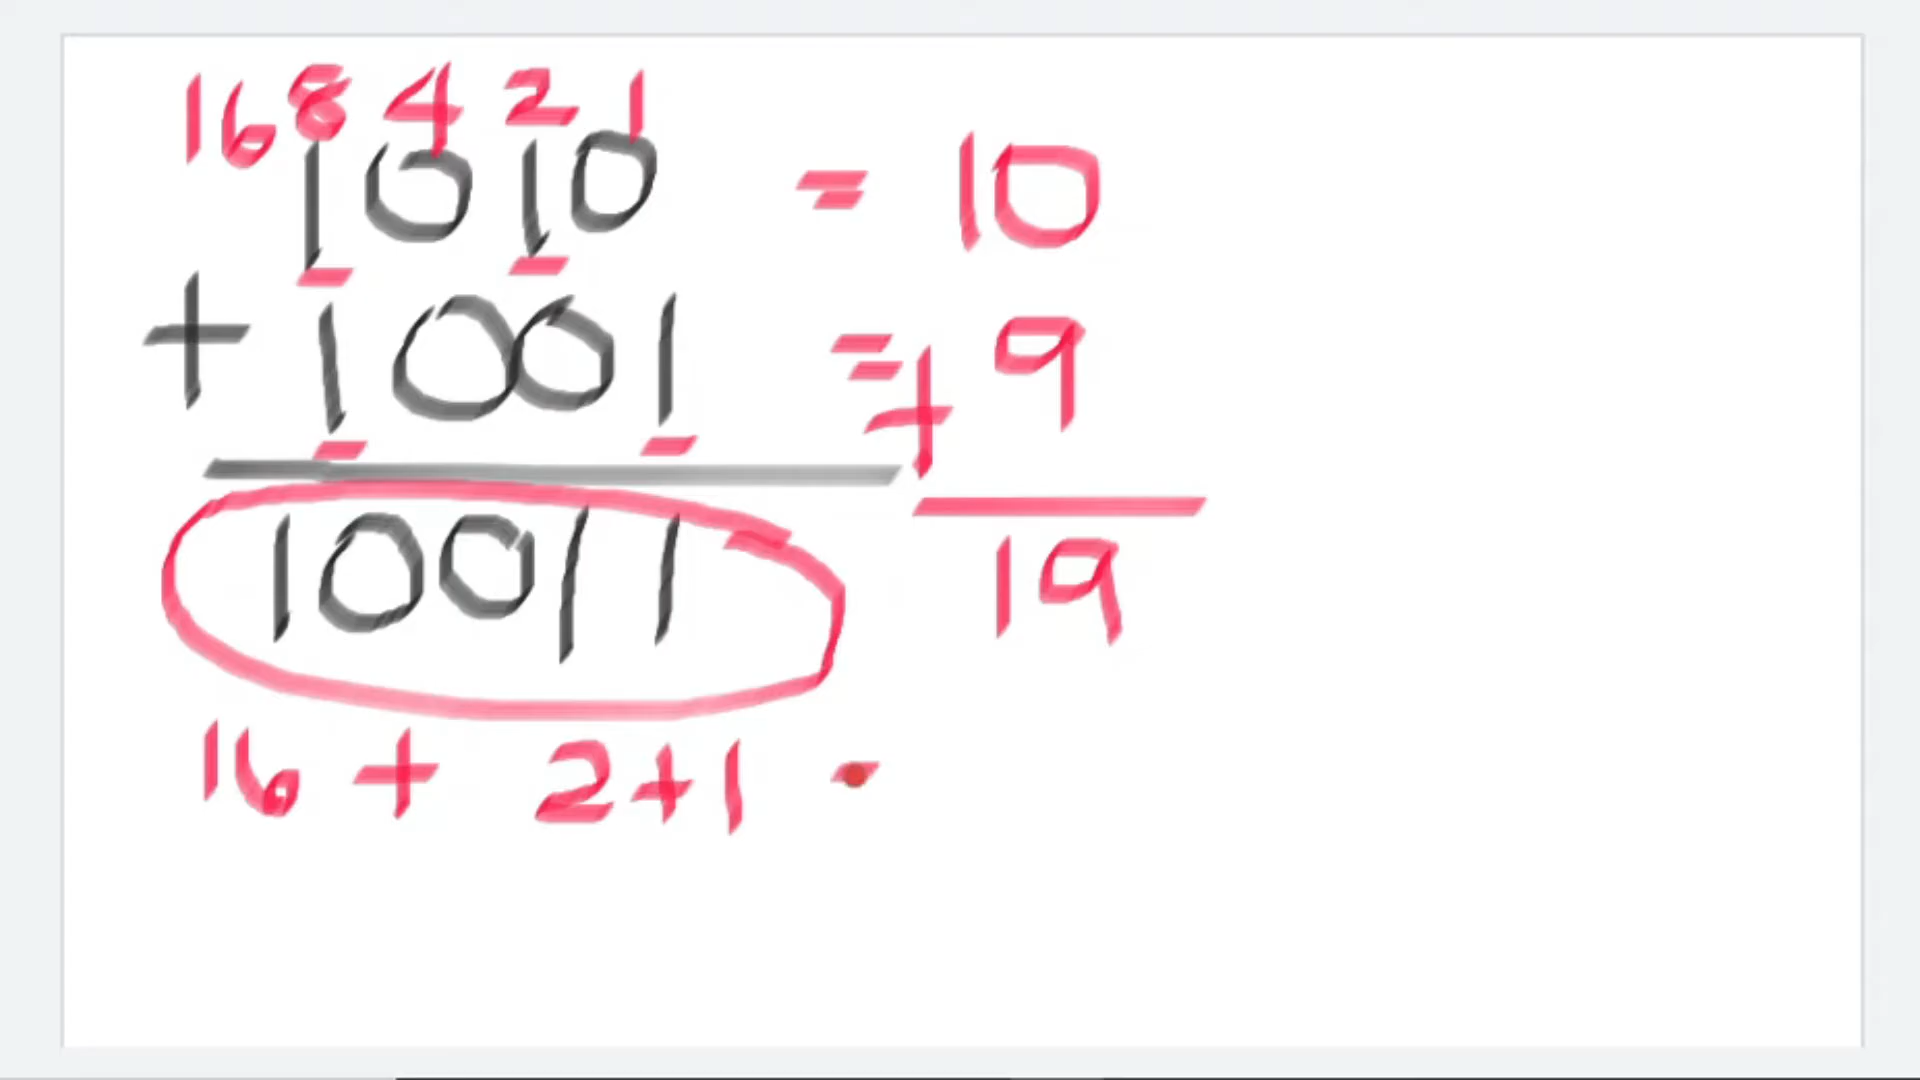 16 8 4 2 1
1010 = 10
+ 1001 = + 9
10011 19
16 + 2+1 -